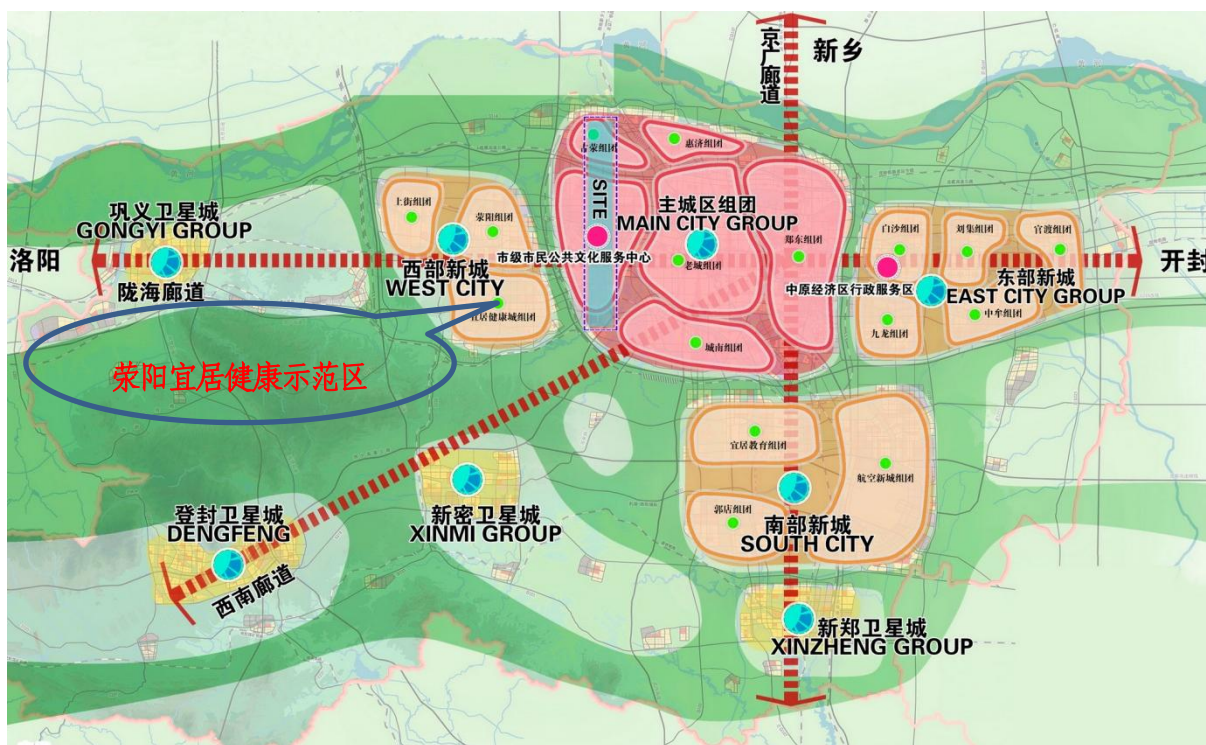 京广廊道
新乡
古荥组团
惠济组团
SITE
主城区组团
MAIN CITY GROUP
老城组团
郑东组团
城南组团
市级市民公共文化服务中心
上街组团
荥阳组团
西部新城
WEST CITY
宜居健康城组团
巩义卫星城
GONGYI GROUP
洛阳
陇海廊道
荥阳宜居健康示范区
白沙组团
刘集组团
官渡组团
开封
东部新城
EAST CITY GROUP
中原经济区行政服务区
九龙组团
中牟组团
宜居教育组团
航空新城组团
郭店组团
南部新城
SOUTH CITY
新密卫星城
XINMI GROUP
登封卫星城
DENGFENG
西南廊道
新郑卫星城
XINZHENG GROUP